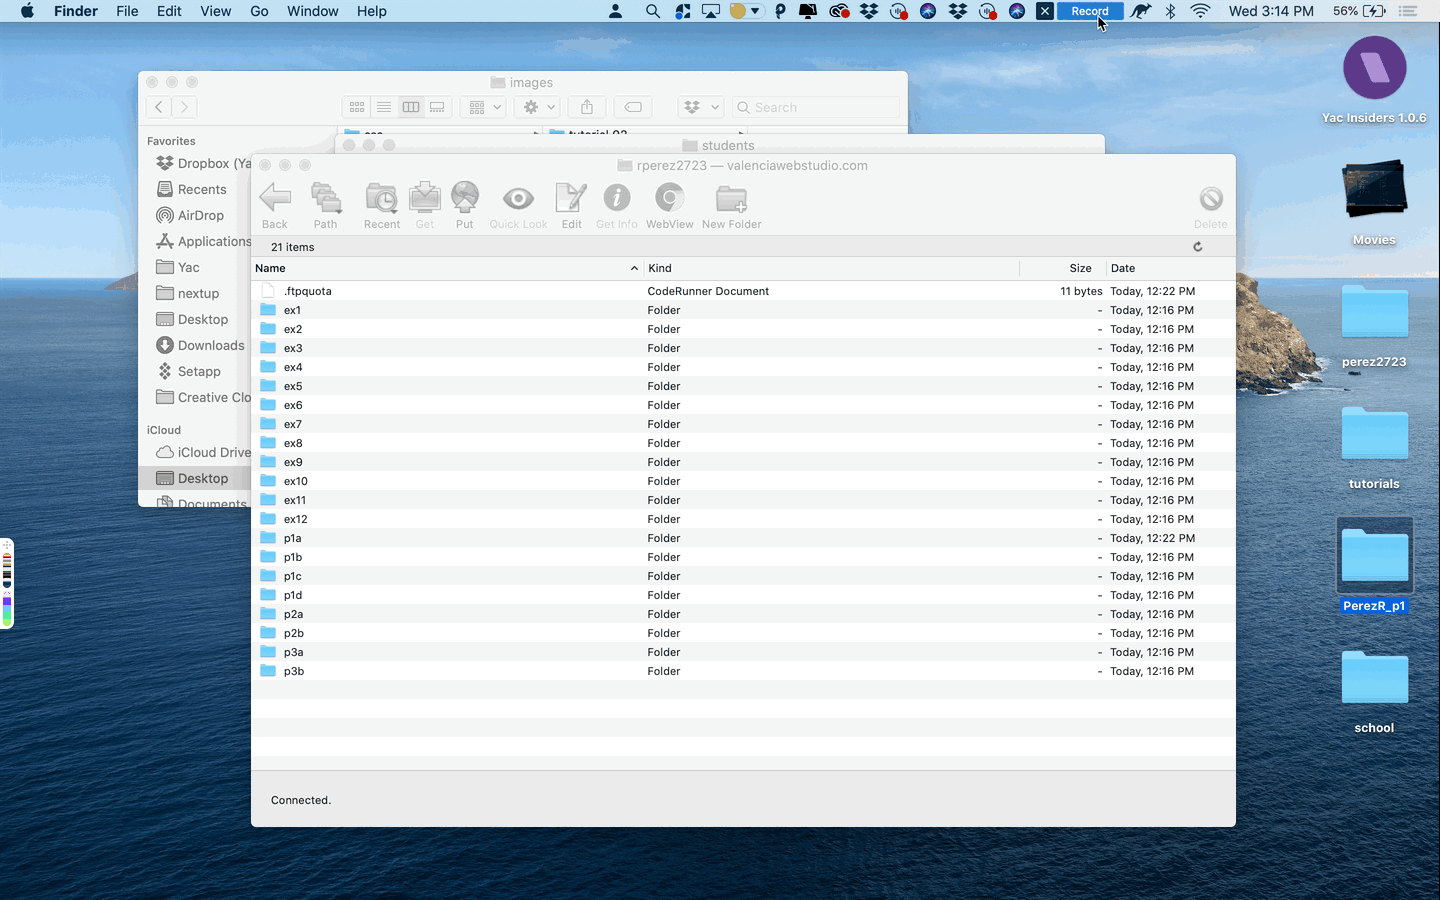 Finder File Edit View Go Window Help Record Wed 3:14 PM 56%
images
Search
Favorites
Dropbox (Ya
Recents
AirDrop
Applications
Yac
nextup
Desktop
Downloads
Setapp
Creative Clo
iCloud
iCloud Drive
Desktop
Documents
students
rperez2723 — valenciawebstudio.com
Back Path Recent Get Put Quick Look Edit Get Info WebView New Folder Delete
21 items
Name Kind Size Date
.ftpquota CodeRunner Document 11 bytes Today, 12:22 PM
ex1 Folder - Today, 12:16 PM
ex2 Folder - Today, 12:16 PM
ex3 Folder - Today, 12:16 PM
ex4 Folder - Today, 12:16 PM
ex5 Folder - Today, 12:16 PM
ex6 Folder - Today, 12:16 PM
ex7 Folder - Today, 12:16 PM
ex8 Folder - Today, 12:16 PM
ex9 Folder - Today, 12:16 PM
ex10 Folder - Today, 12:16 PM
ex11 Folder - Today, 12:16 PM
ex12 Folder - Today, 12:16 PM
p1a Folder - Today, 12:22 PM
p1b Folder - Today, 12:16 PM
p1c Folder - Today, 12:16 PM
p1d Folder - Today, 12:16 PM
p2a Folder - Today, 12:16 PM
p2b Folder - Today, 12:16 PM
p3a Folder - Today, 12:16 PM
p3b Folder - Today, 12:16 PM
Connected.
Yac Insiders 1.0.6
Movies
perez2723
tutorials
PerezR_p1
school